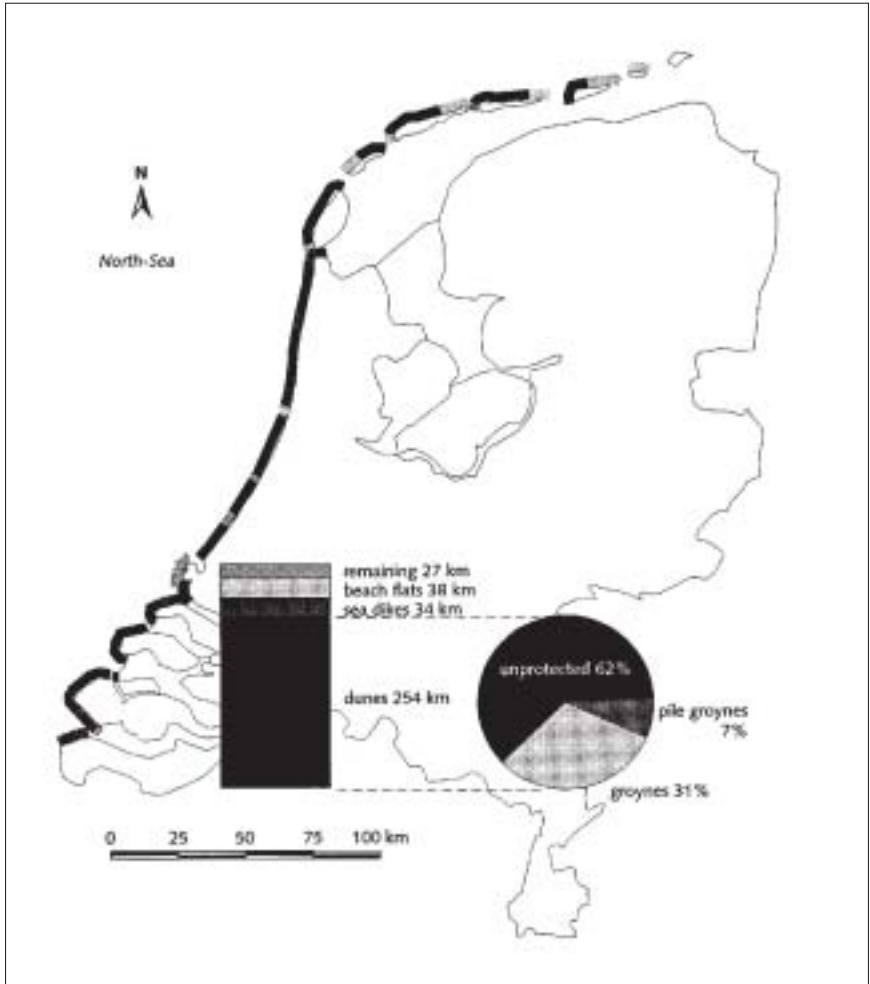 N
North-Sea
remaining 27 km
beach flats 38 km
sea dikes 34 km
dunes 254 km
unprotected 62%
pile groynes
7%
groynes 31%
0 25 50 75 100 km